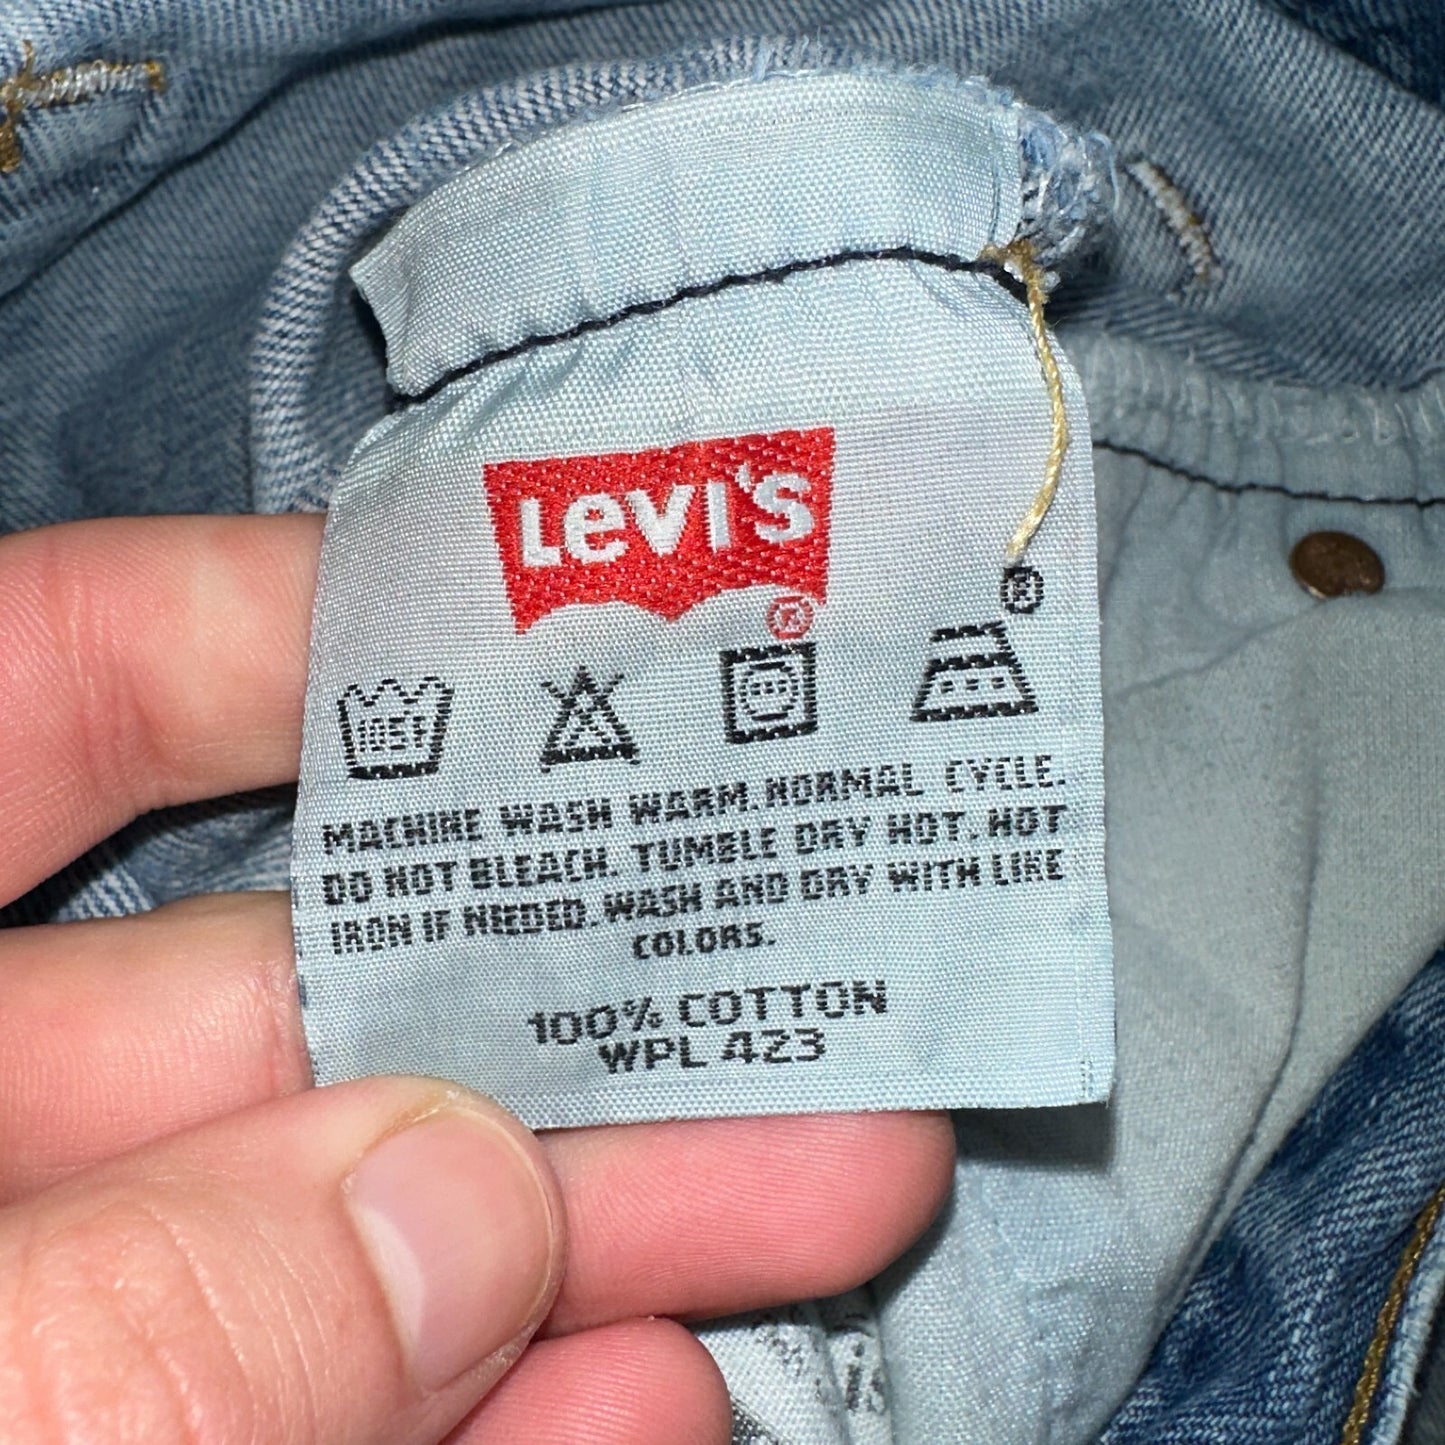 Levi's
®
®
105F
MACHINE WASH WARM. NORMAL CYCLE.
DO NOT BLEACH. TUMBLE DRY HOT. HOT
IRON IF NEEDED. WASH AND DRY WITH LIKE
COLORS.
100% COTTON
WPL 423